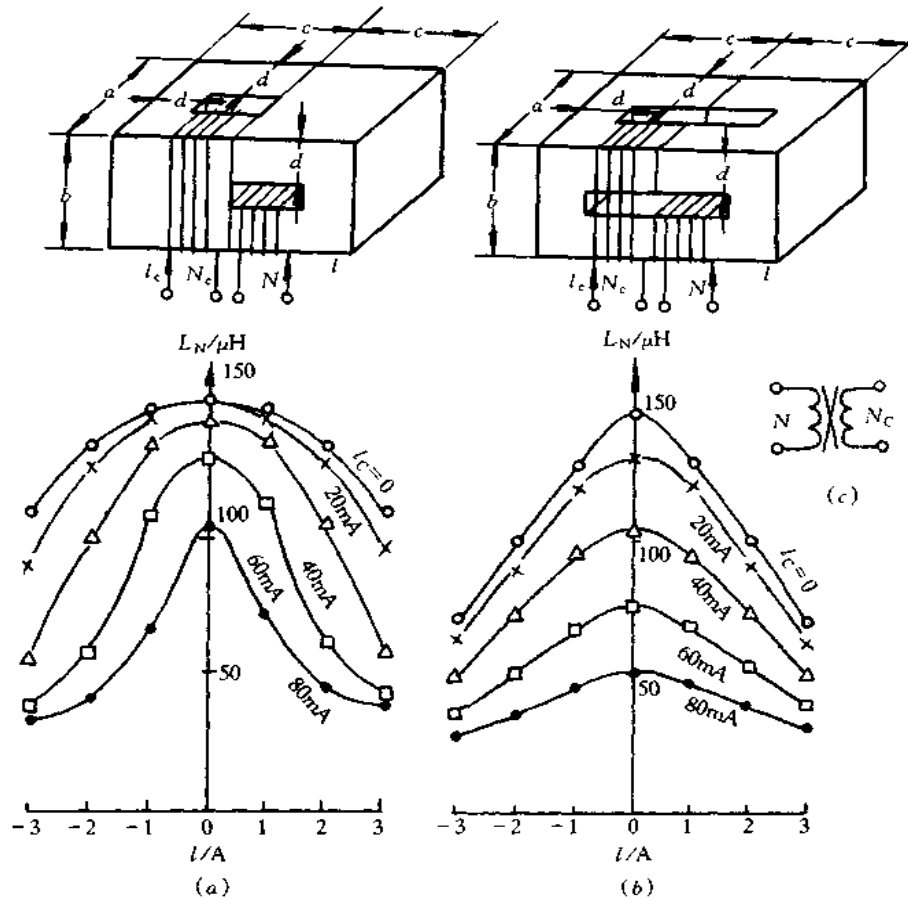 c c
d
a d
d
b
l
I_c N_c N
c c
d
a d
d
b
l
I_c N_c N
L_N/μH
150
100
50
I_C=0
20mA
40mA
60mA
80mA
-3 -2 -1 0 1 2 3
I/A
(a)
L_N/μH
150
100
50
I_C=0
20mA
40mA
60mA
80mA
-3 -2 -1 0 1 2 3
I/A
(b)
N N_C
(c)